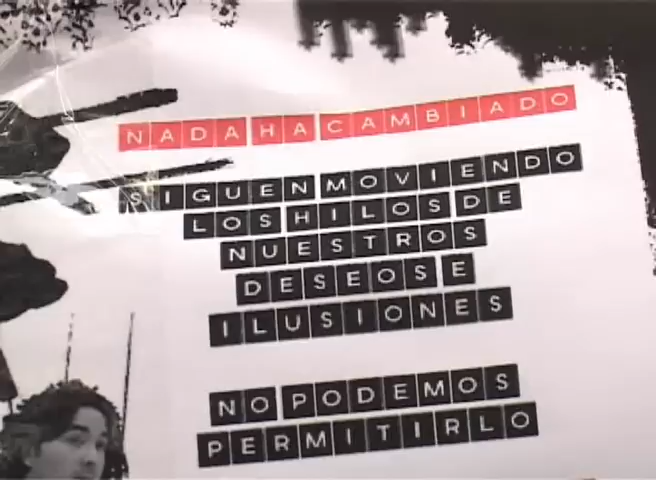 NADA HA CAMBIADO
SIGUEN MOVIENDO
LOS HILOS DE
NUESTROS
DESEOS E
ILUSIONES
NO PODEMOS
PERMITIRLO